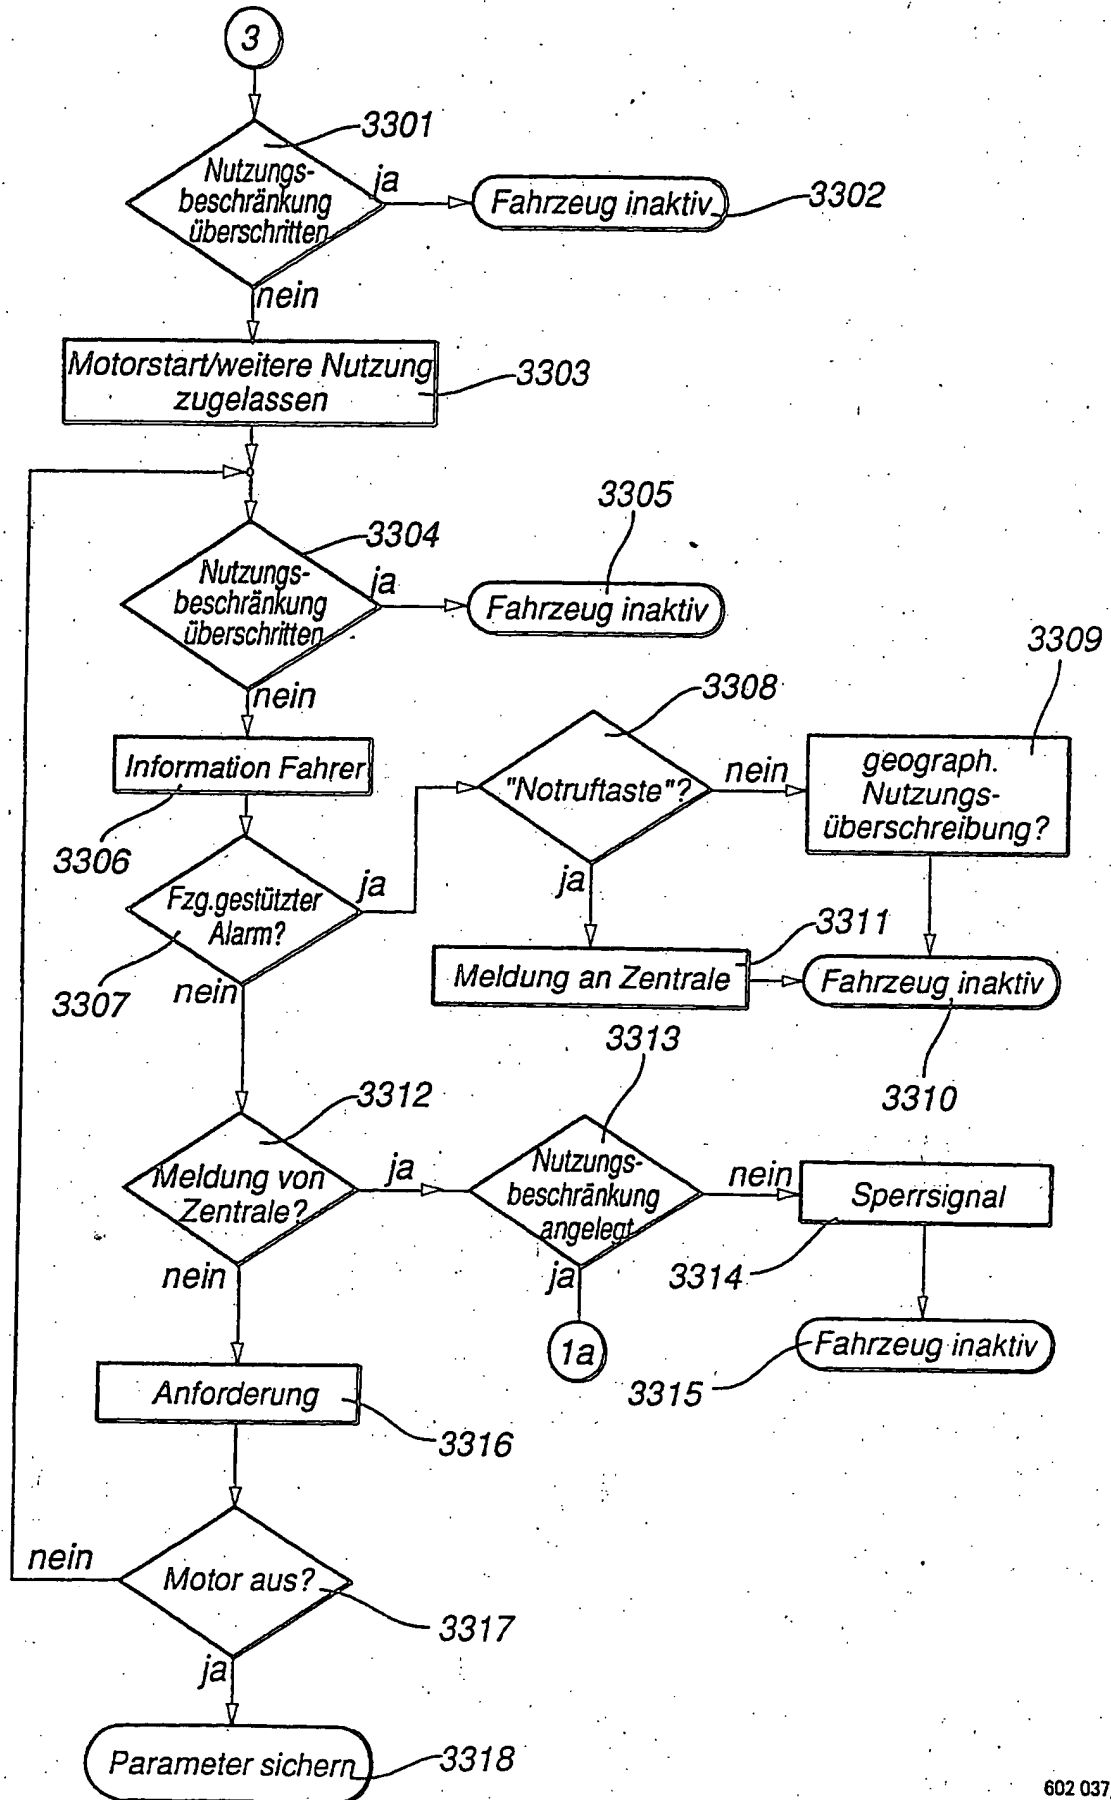 3
3301
Nutzungs-
beschränkung
überschritten
ja
Fahrzeug inaktiv
3302
nein
Motorstart/weitere Nutzung
zugelassen
3303
3304
Nutzungs-
beschränkung
überschritten
ja
3305
Fahrzeug inaktiv
nein
Information Fahrer
3306
3308
"Notruftaste"?
nein
3309
geograph.
Nutzungs-
überschreibung?
Fzg.gestützter
Alarm?
ja
3307
nein
ja
3311
Meldung an Zentrale
Fahrzeug inaktiv
3310
3312
Meldung von
Zentrale?
ja
3313
Nutzungs-
beschränkung
angelegt
nein
Sperrsignal
3314
nein
ja
1a
Fahrzeug inaktiv
3315
Anforderung
3316
nein
Motor aus?
3317
ja
Parameter sichern
3318
602 037